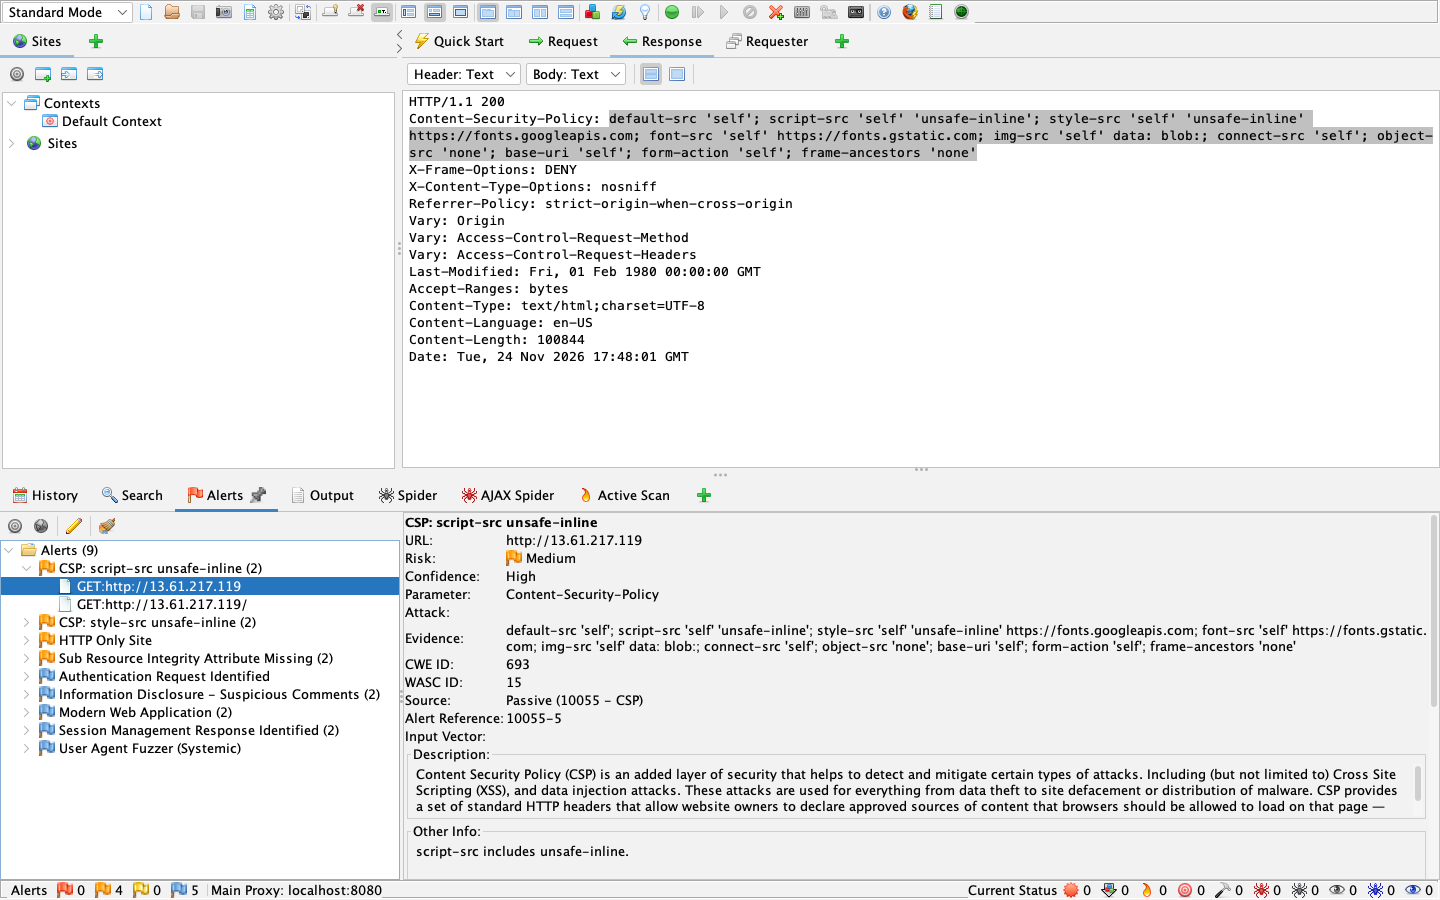 Standard Mode
Sites
Quick Start
Request
Response
Requester
Header: Text
Body: Text
Contexts
Default Context
Sites
HTTP/1.1 200
Content-Security-Policy: default-src 'self'; script-src 'self' 'unsafe-inline'; style-src 'self' 'unsafe-inline'
https://fonts.googleapis.com; font-src 'self' https://fonts.gstatic.com; img-src 'self' data: blob:; connect-src 'self'; object-
src 'none'; base-uri 'self'; form-action 'self'; frame-ancestors 'none'
X-Frame-Options: DENY
X-Content-Type-Options: nosniff
Referrer-Policy: strict-origin-when-cross-origin
Vary: Origin
Vary: Access-Control-Request-Method
Vary: Access-Control-Request-Headers
Last-Modified: Fri, 01 Feb 1980 00:00:00 GMT
Accept-Ranges: bytes
Content-Type: text/html;charset=UTF-8
Content-Language: en-US
Content-Length: 100844
Date: Tue, 24 Nov 2026 17:48:01 GMT
History
Search
Alerts
Output
Spider
AJAX Spider
Active Scan
Alerts (9)
CSP: script-src unsafe-inline (2)
GET:http://13.61.217.119
GET:http://13.61.217.119/
CSP: style-src unsafe-inline (2)
HTTP Only Site
Sub Resource Integrity Attribute Missing (2)
Authentication Request Identified
Information Disclosure - Suspicious Comments (2)
Modern Web Application (2)
Session Management Response Identified (2)
User Agent Fuzzer (Systemic)
CSP: script-src unsafe-inline
URL: http://13.61.217.119
Risk: Medium
Confidence: High
Parameter: Content-Security-Policy
Attack:
Evidence: default-src 'self'; script-src 'self' 'unsafe-inline'; style-src 'self' 'unsafe-inline' https://fonts.googleapis.com; font-src 'self' https://fonts.gstatic.
com; img-src 'self' data: blob:; connect-src 'self'; object-src 'none'; base-uri 'self'; form-action 'self'; frame-ancestors 'none'
CWE ID: 693
WASC ID: 15
Source: Passive (10055 - CSP)
Alert Reference: 10055-5
Input Vector:
Description:
Content Security Policy (CSP) is an added layer of security that helps to detect and mitigate certain types of attacks. Including (but not limited to) Cross Site
Scripting (XSS), and data injection attacks. These attacks are used for everything from data theft to site defacement or distribution of malware. CSP provides
a set of standard HTTP headers that allow website owners to declare approved sources of content that browsers should be allowed to load on that page —
Other Info:
script-src includes unsafe-inline.
Alerts 0 4 0 5 Main Proxy: localhost:8080
Current Status 0 0 0 0 0 0 0 0 0 0